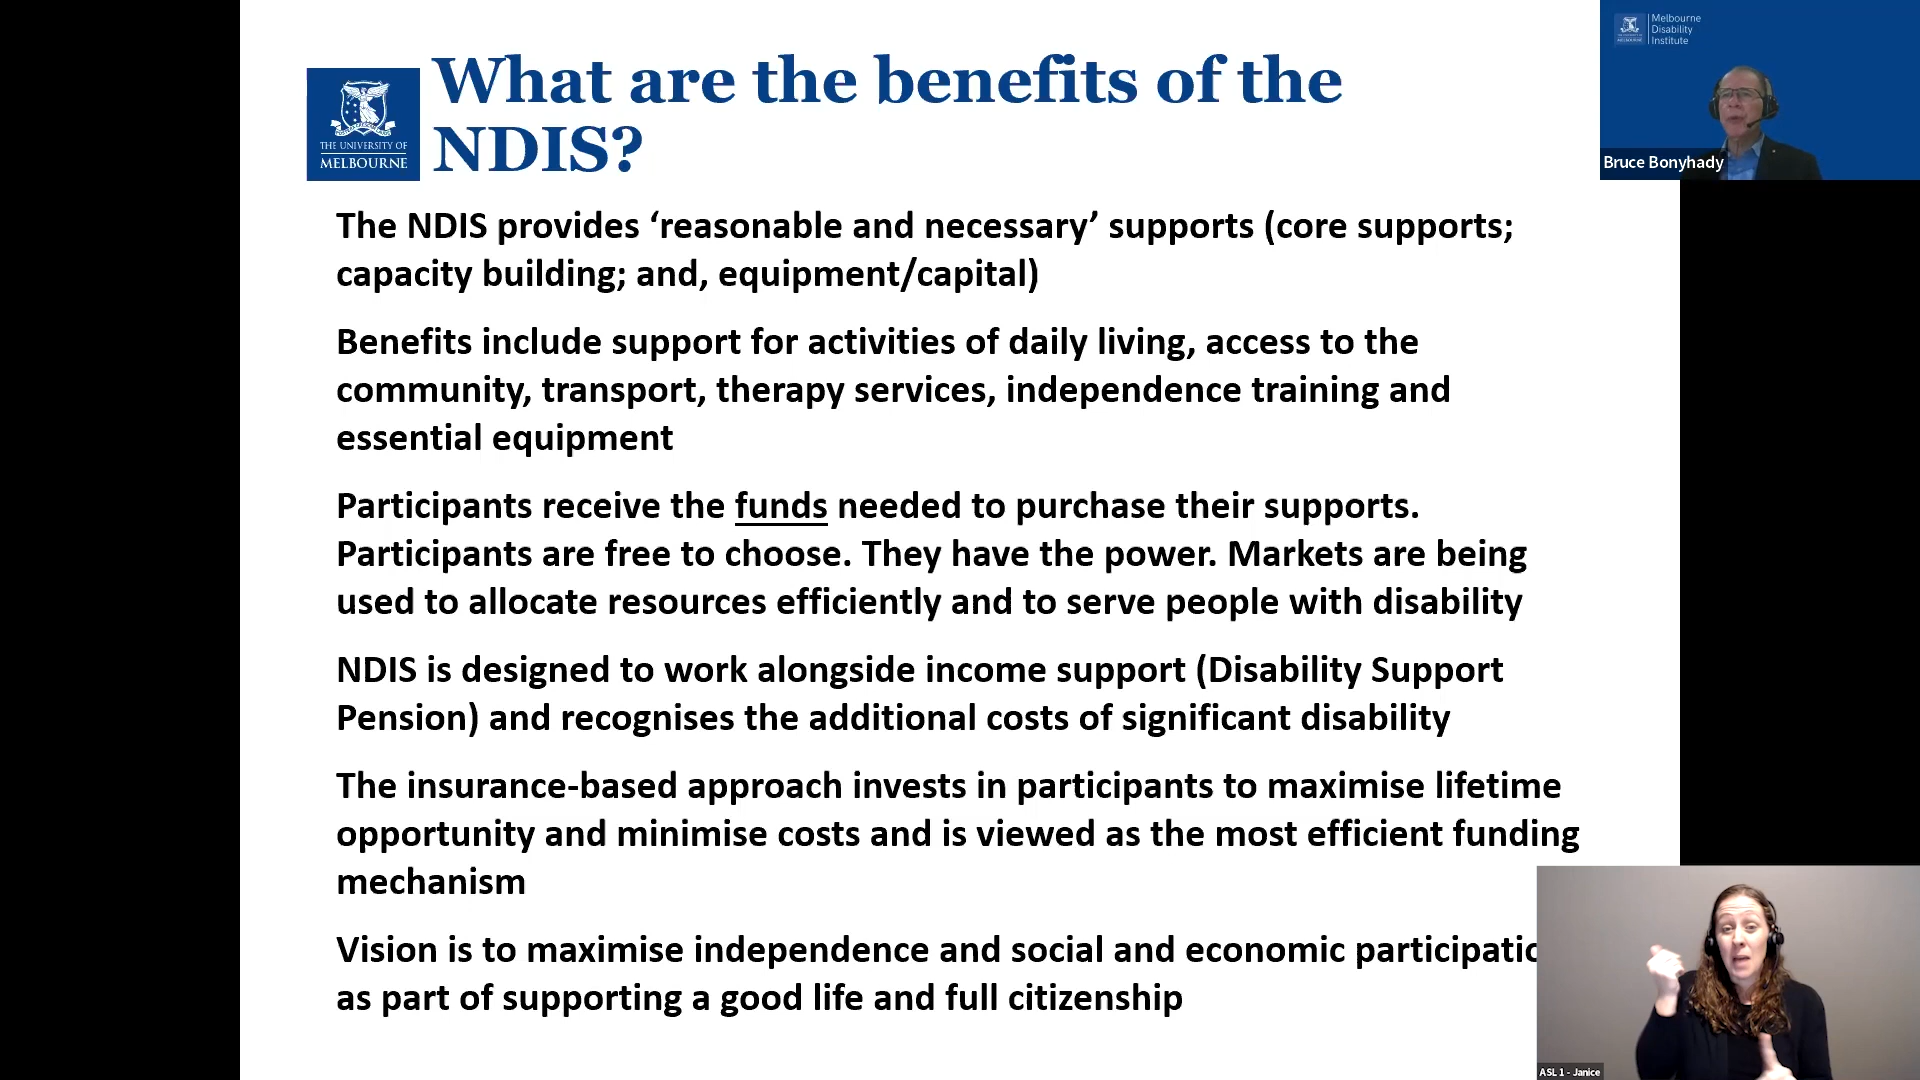 What are the benefits of the
NDIS?
THE UNIVERSITY OF
MELBOURNE
The NDIS provides ‘reasonable and necessary’ supports (core supports;
capacity building; and, equipment/capital)
Benefits include support for activities of daily living, access to the
community, transport, therapy services, independence training and
essential equipment
Participants receive the funds needed to purchase their supports.
Participants are free to choose. They have the power. Markets are being
used to allocate resources efficiently and to serve people with disability
NDIS is designed to work alongside income support (Disability Support
Pension) and recognises the additional costs of significant disability
The insurance-based approach invests in participants to maximise lifetime
opportunity and minimise costs and is viewed as the most efficient funding
mechanism
Vision is to maximise independence and social and economic participatio
as part of supporting a good life and full citizenship
Melbourne
Disability
Institute
Bruce Bonyhady
ASL 1 - Janice